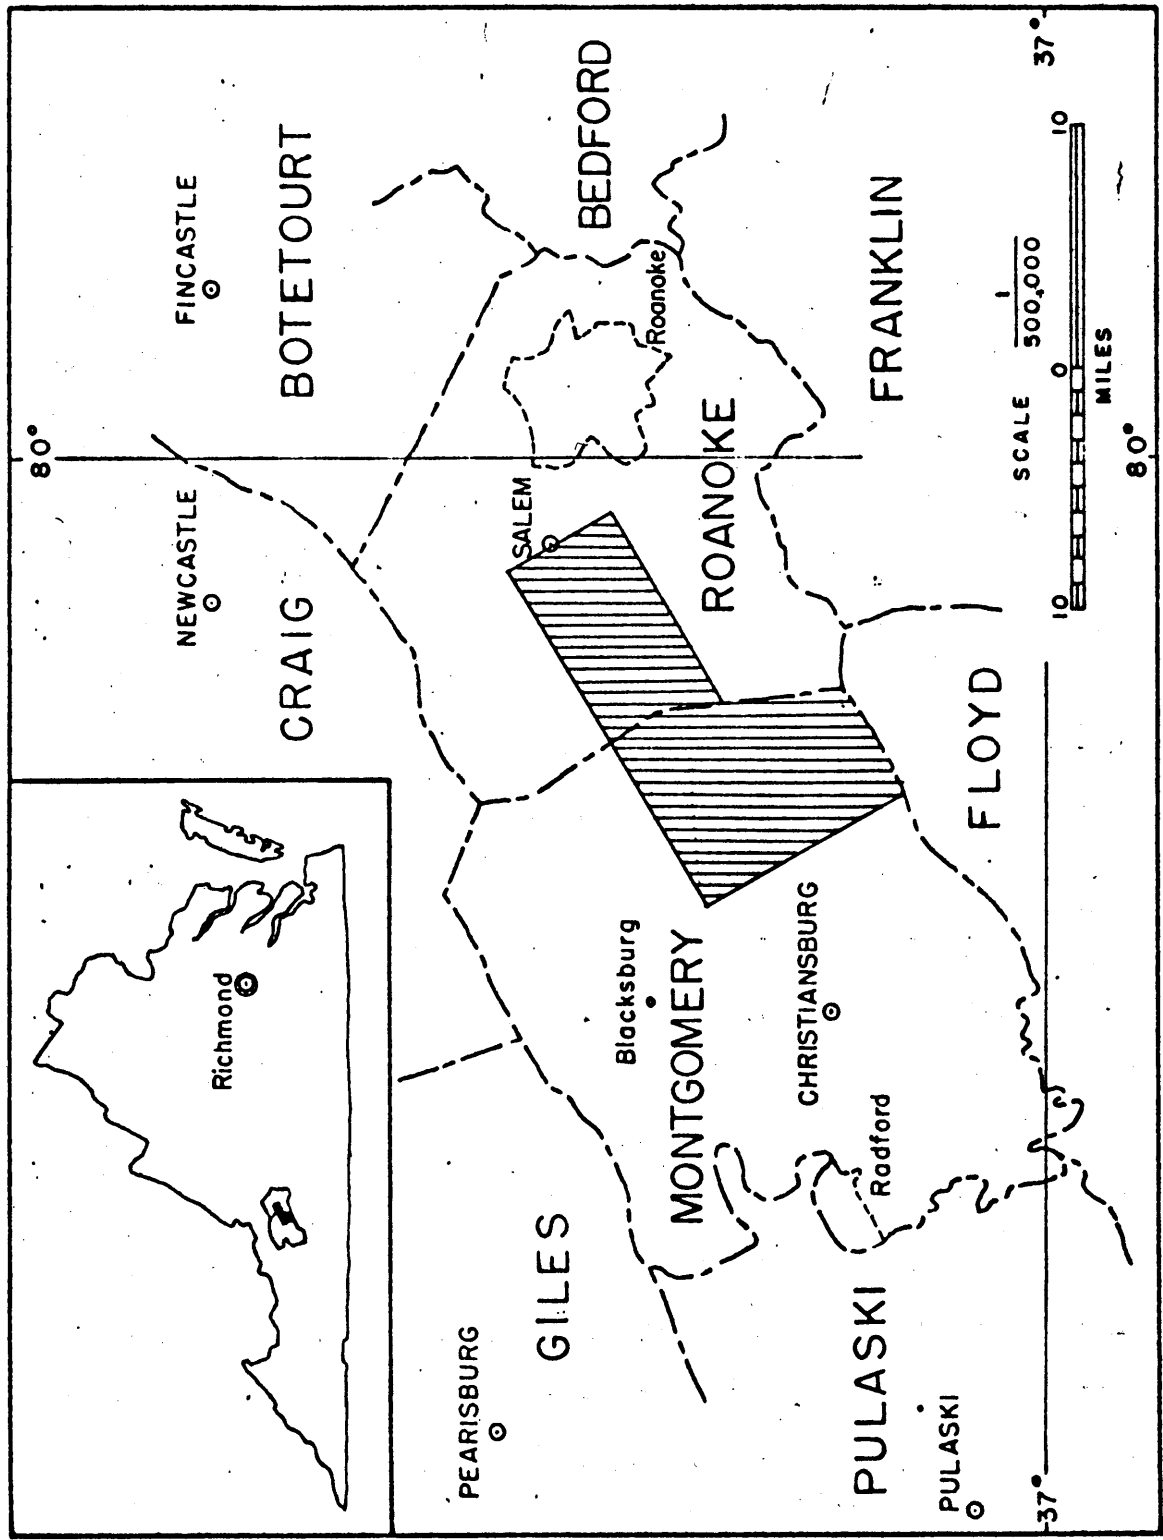 Richmond
80°
NEWCASTLE
FINCASTLE
CRAIG
BOTETOURT
PEARISBURG
GILES
SALEM
BEDFORD
Roanoke
Blacksburg
MONTGOMERY
ROANOKE
CHRISTIANSBURG
Radford
PULASKI
FRANKLIN
PULASKI
FLOYD
SCALE
1
500,000
37°
37°
10
0
10
MILES
80°